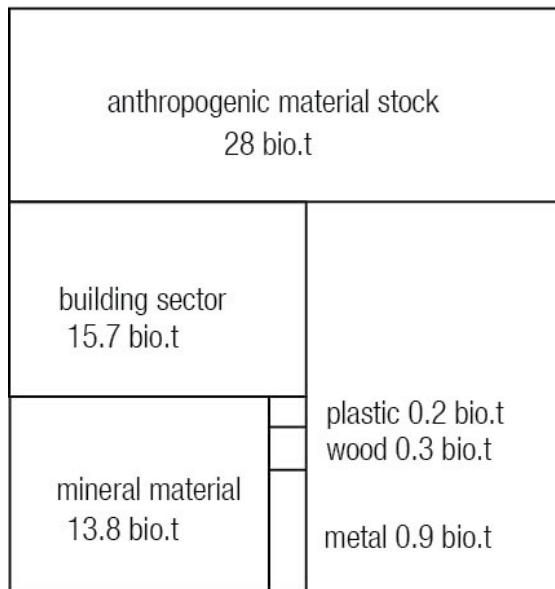 anthropogenic material stock
28 bio.t
building sector
15.7 bio.t
plastic 0.2 bio.t
wood 0.3 bio.t
mineral material
13.8 bio.t
metal 0.9 bio.t